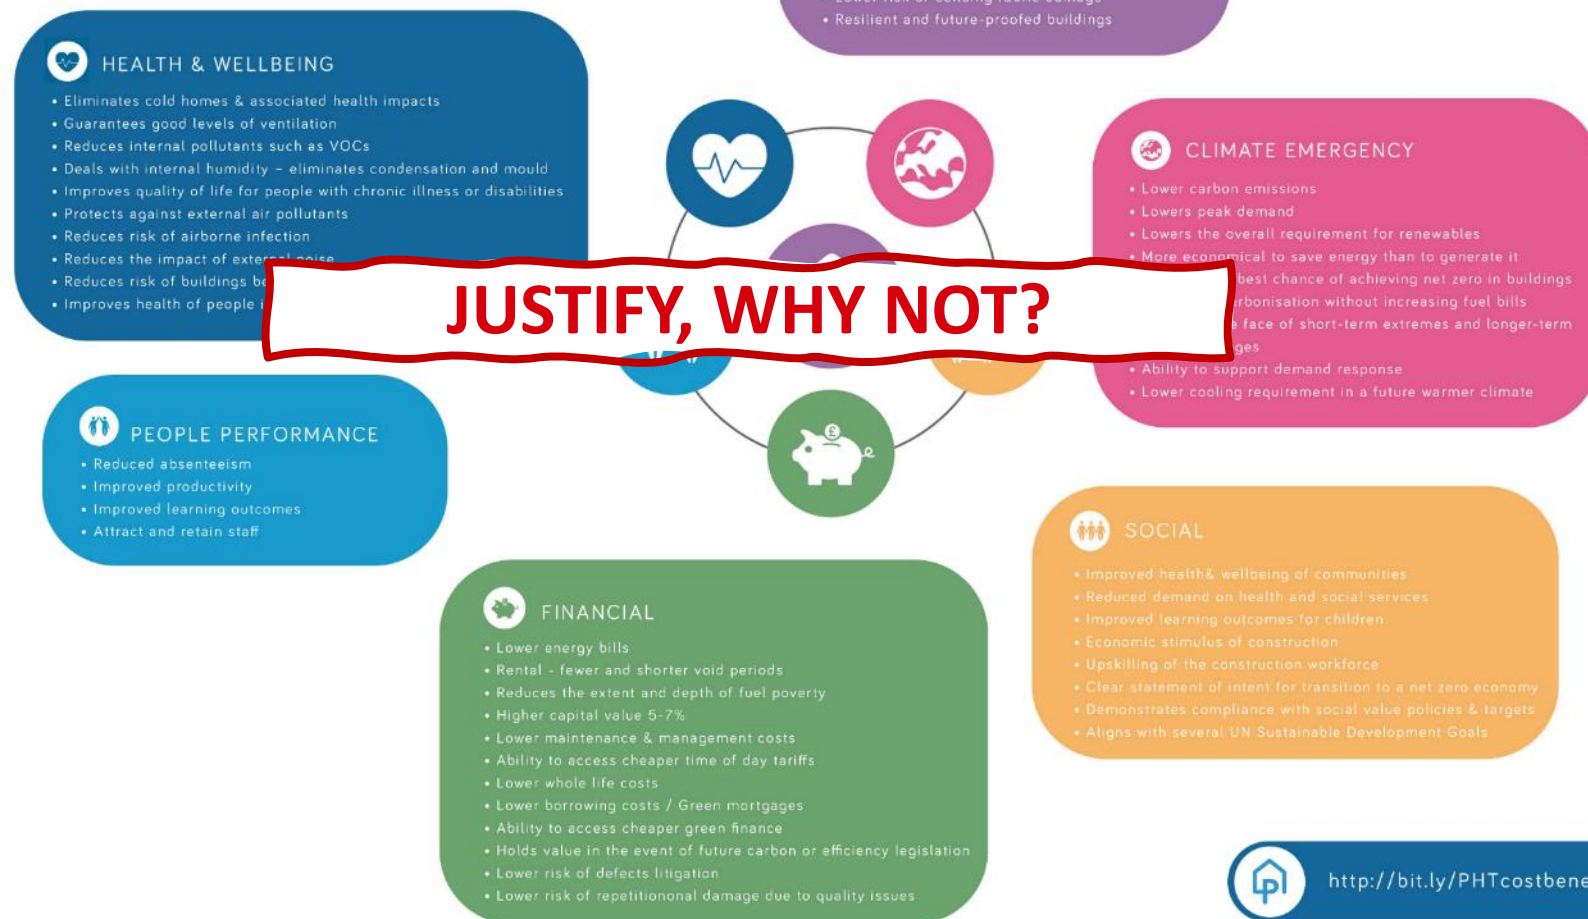 • Resilient and future-proofed buildings
HEALTH & WELLBEING
• Eliminates cold homes & associated health impacts
• Guarantees good levels of ventilation
• Reduces internal pollutants such as VOCs
• Deals with internal humidity – eliminates condensation and mould
• Improves quality of life for people with chronic illness or disabilities
• Protects against external air pollutants
• Reduces risk of airborne infection
• Reduces the impact of external noise
• Reduces risk of buildings
• Improves health of people
CLIMATE EMERGENCY
• Lower carbon emissions
• Lowers peak demand
• Lowers the overall requirement for renewables
• More economical to save energy than to generate it
best chance of achieving net zero in buildings
without increasing fuel bills
face of short-term extremes and longer-term
• Ability to support demand response
• Lower cooling requirement in a future warmer climate
JUSTIFY, WHY NOT?
PEOPLE PERFORMANCE
• Reduced absenteeism
• Improved productivity
• Improved learning outcomes
• Attract and retain staff
£
SOCIAL
• Improved health& wellbeing of communities
• Reduced demand on health and social services
• Improved learning outcomes for children
• Economic stimulus of construction
• Upskilling of the construction workforce
• Clear statement of intent for transition to a net zero economy
• Demonstrates compliance with social value policies & targets
• Aligns with several UN Sustainable Development Goals
FINANCIAL
• Lower energy bills
• Rental - fewer and shorter void periods
• Reduces the extent and depth of fuel poverty
• Higher capital value 5-7%
• Lower maintenance & management costs
• Ability to access cheaper time of day tariffs
• Lower whole life costs
• Lower borrowing costs / Green mortgages
• Ability to access cheaper green finance
• Holds value in the event of future carbon or efficiency legislation
• Lower risk of defects litigation
• Lower risk of repetitiononal damage due to quality issues
http://bit.ly/PHTcostbene